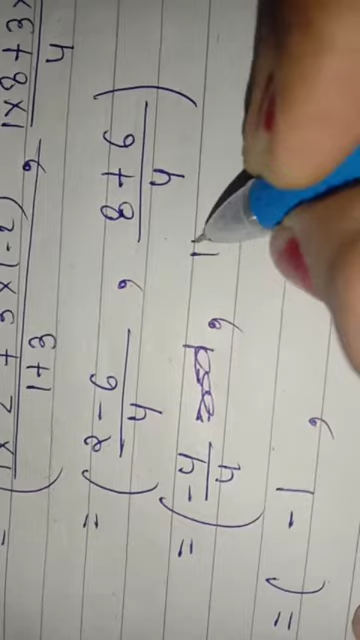 = ( 1 × 2 + 3 × (-2) / 1+3 , 1×8+3× / 4
= ( 2 - 6 / 4 , 8 + 6 / 4 )
= ( -4 / 4 , 1
= ( -1 ,